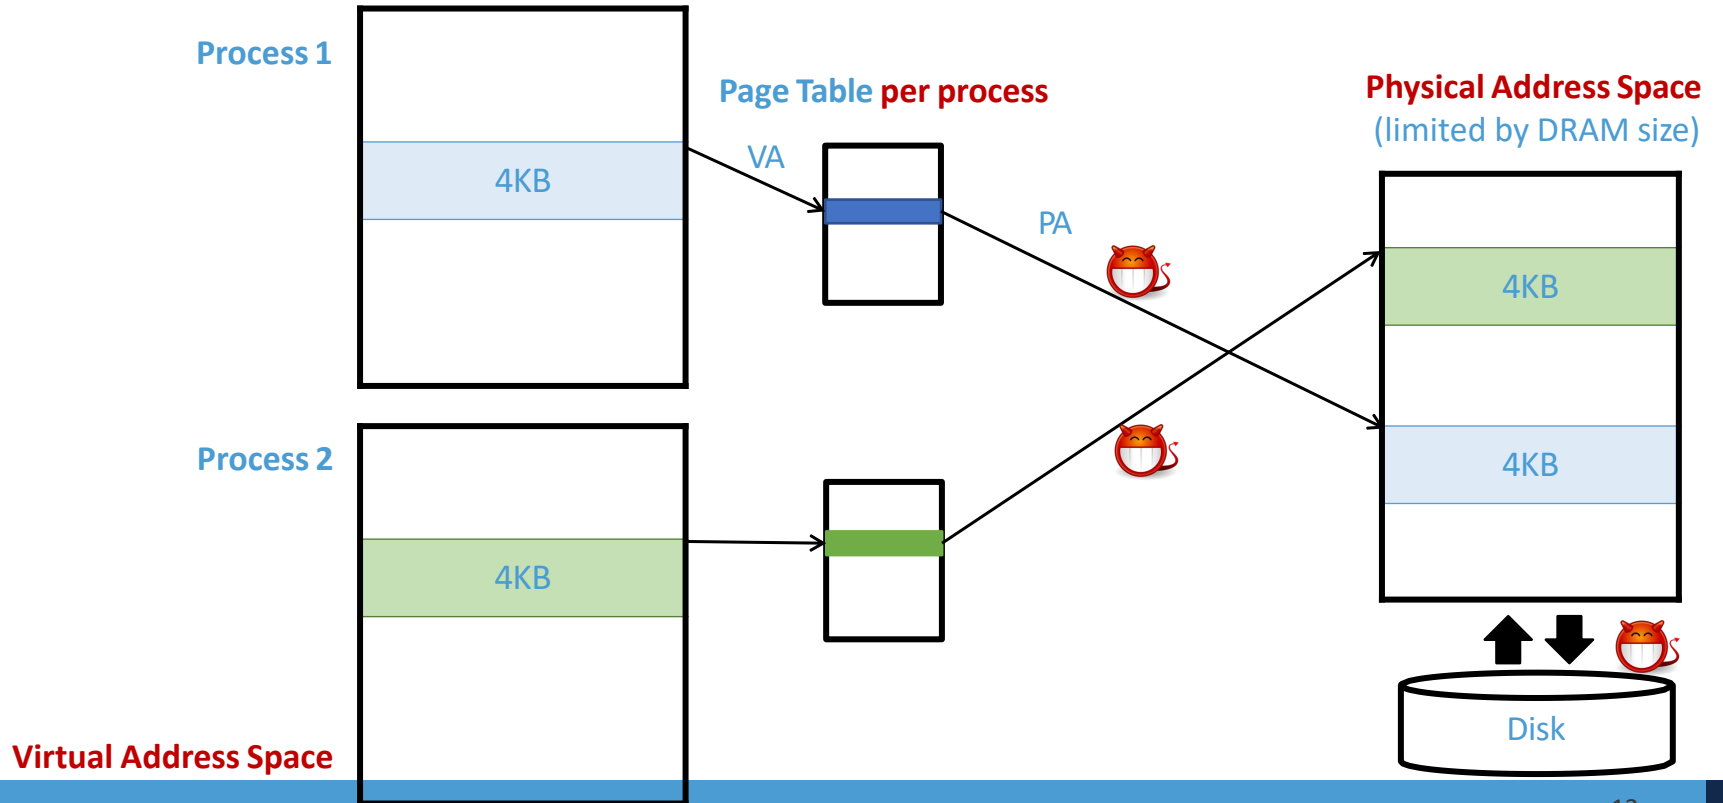 Process 1
Page Table per process
Physical Address Space
(limited by DRAM size)
VA
4KB
PA
4KB
Process 2
4KB
4KB
Disk
Virtual Address Space